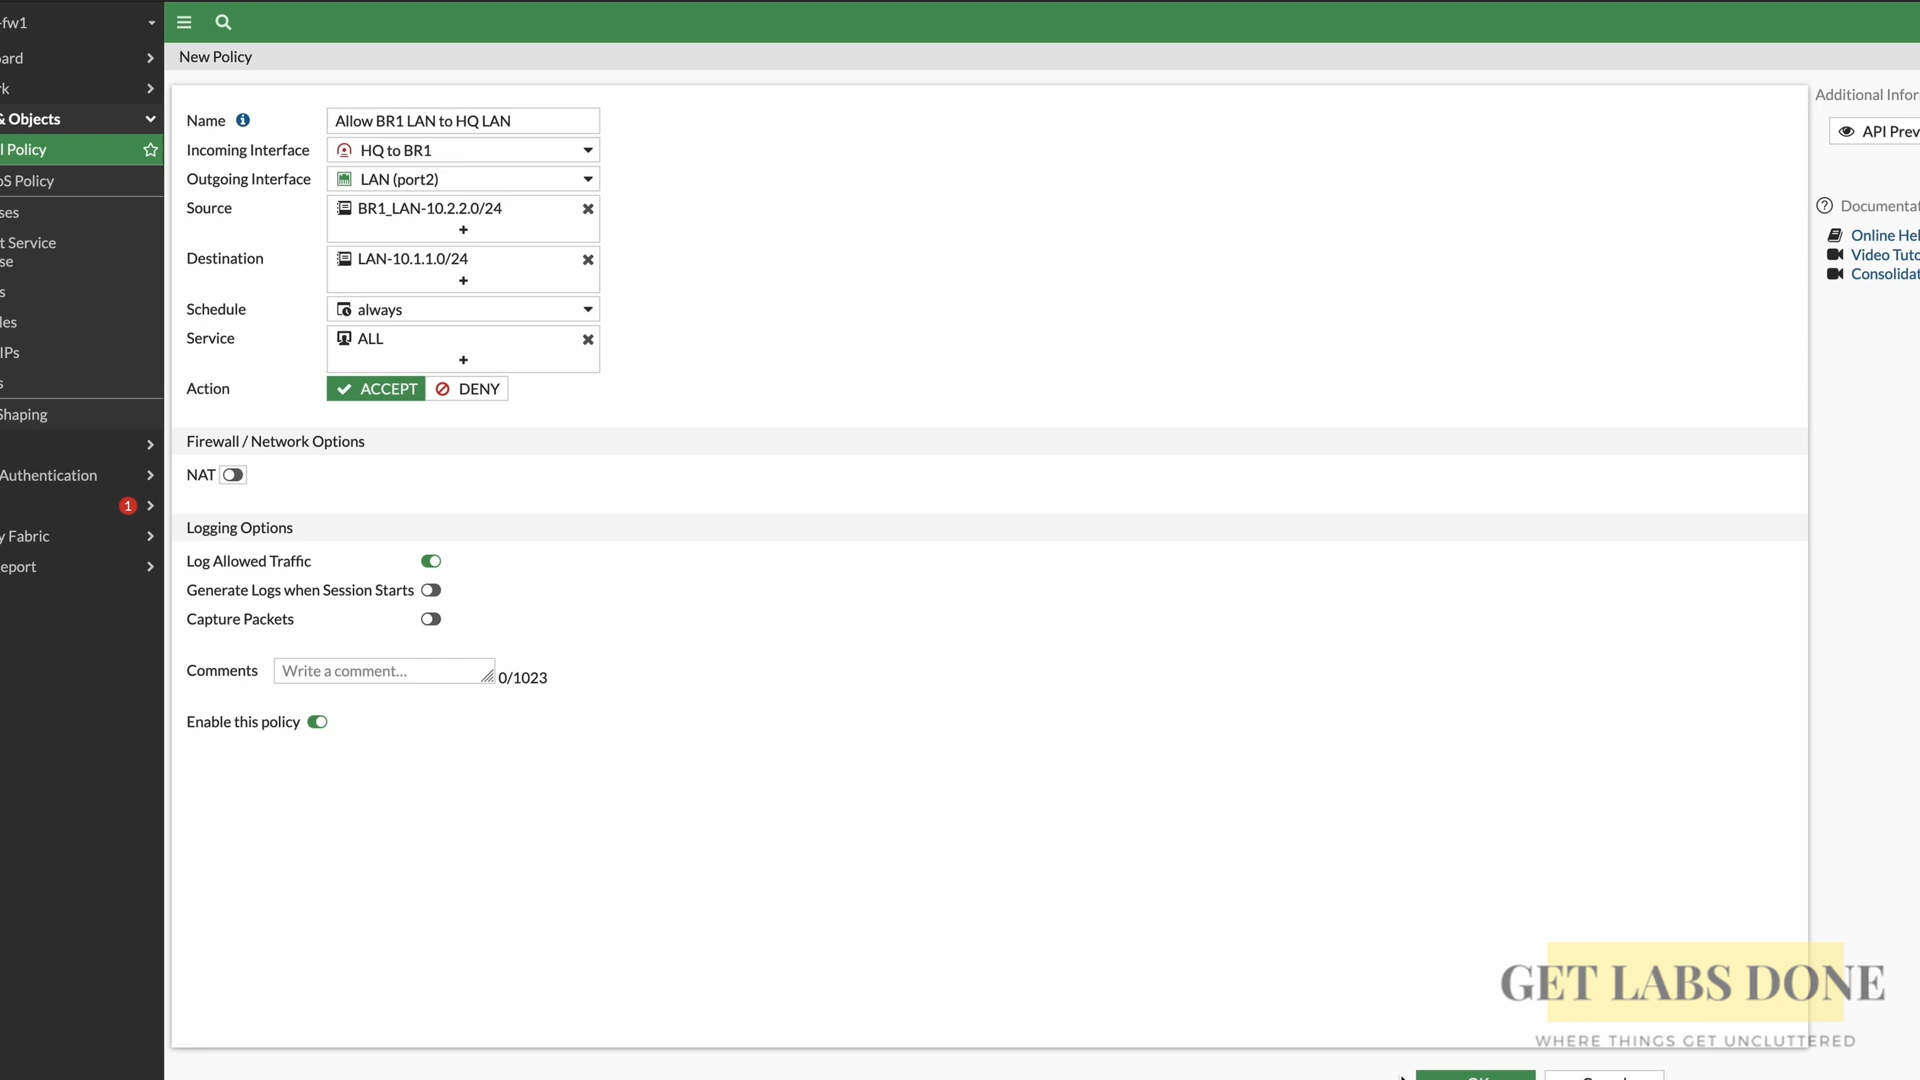 -fw1
New Policy
ard
rk
& Objects
l Policy
oS Policy
ses
t Service
se
s
les
IPs
s
Shaping
Authentication
1
y Fabric
eport
Name
Allow BR1 LAN to HQ LAN
Incoming Interface
HQ to BR1
Outgoing Interface
LAN (port2)
Source
BR1_LAN-10.2.2.0/24
+
Destination
LAN-10.1.1.0/24
+
Schedule
always
Service
ALL
+
Action
ACCEPT
DENY
Firewall / Network Options
NAT
Logging Options
Log Allowed Traffic
Generate Logs when Session Starts
Capture Packets
Comments
Write a comment...
0/1023
Enable this policy
Additional Infor
API Prev
Documentat
Online Hel
Video Tuto
Consolidat
GET LABS DONE
WHERE THINGS GET UNCLUTTERED